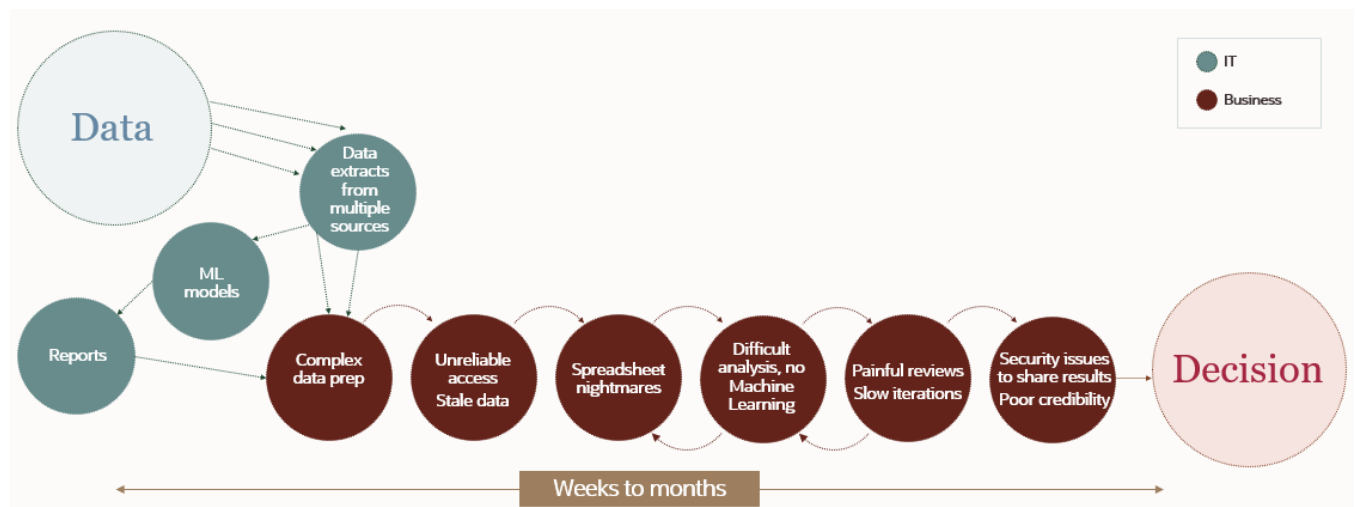 Data
IT
Business
Data
extracts
from
multiple
sources
ML
models
Reports
Complex
data prep
Unreliable
access
Stale data
Spreadsheet
nightmares
Difficult
analysis, no
Machine
Learning
Painful reviews
Slow iterations
Security issues
to share results
Poor credibility
Decision
Weeks to months